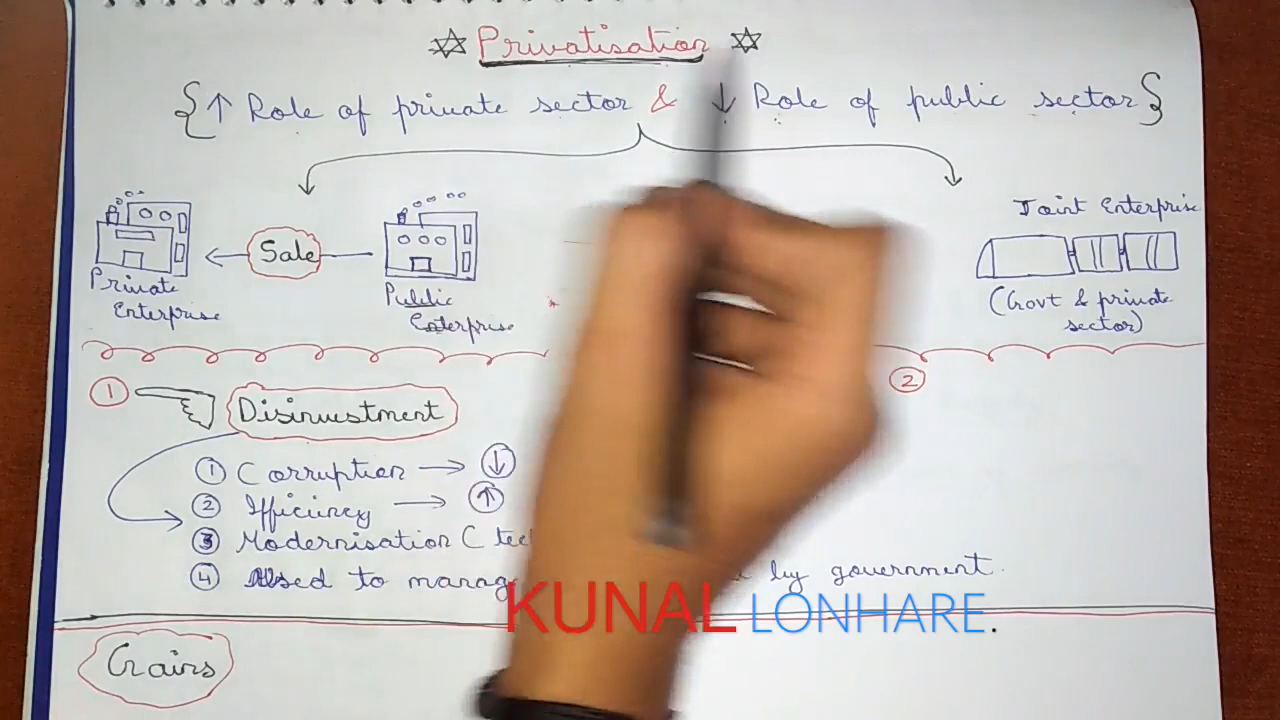 Privatisation
{↑ Role of private sector & ↓ Role of public sector}
Joint Enterprise
Sale
Private
Enterprise
Public
Enterprise
(Govt & private
sector)
1
2
Disinvestment
1 Corruption → ↓
2 Efficiency → ↑
3 Modernisation (
4 Used to by government.
KUNAL LONHARE.
Gains